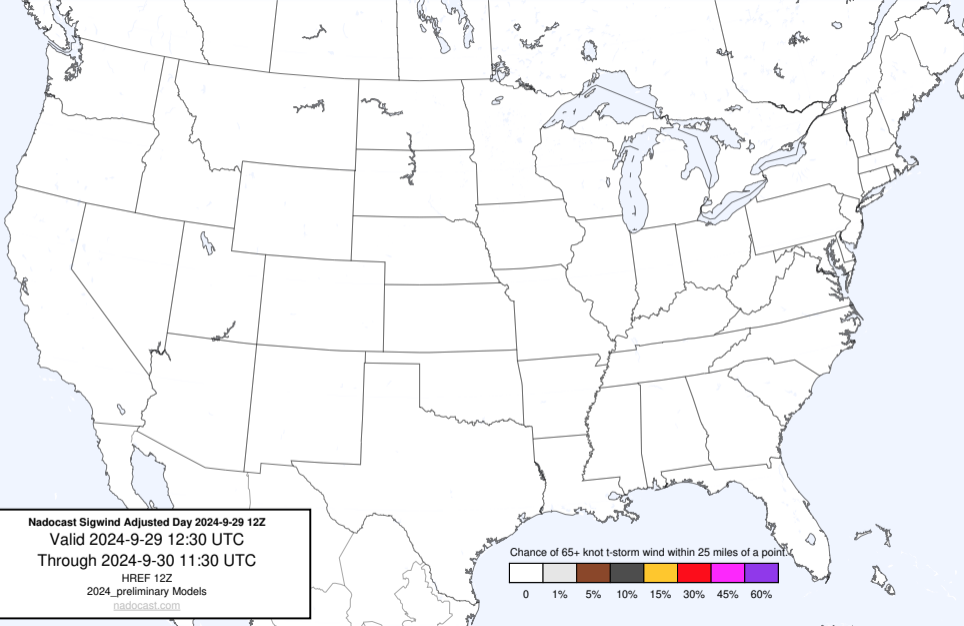 Nadocast Sigwind Adjusted Day 2024-9-29 12Z
Valid 2024-9-29 12:30 UTC
Through 2024-9-30 11:30 UTC
HREF 12Z
2024_preliminary Models
nadocast.com
Chance of 65+ knot t-storm wind within 25 miles of a point.
0 1% 5% 10% 15% 30% 45% 60%